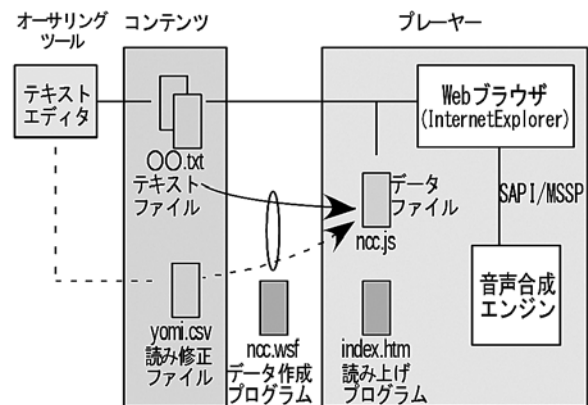 オーサリング
ツール
コンテンツ
プレーヤー
テキスト
エディタ
〇〇.txt
テキスト
ファイル
Webブラウザ
(InternetExplorer)
データ
ファイル
ncc.js
SAPI/MSSP
音声合成
エンジン
yomi.csv
読み修正
ファイル
ncc.wsf
データ作成
プログラム
index.htm
読み上げ
プログラム